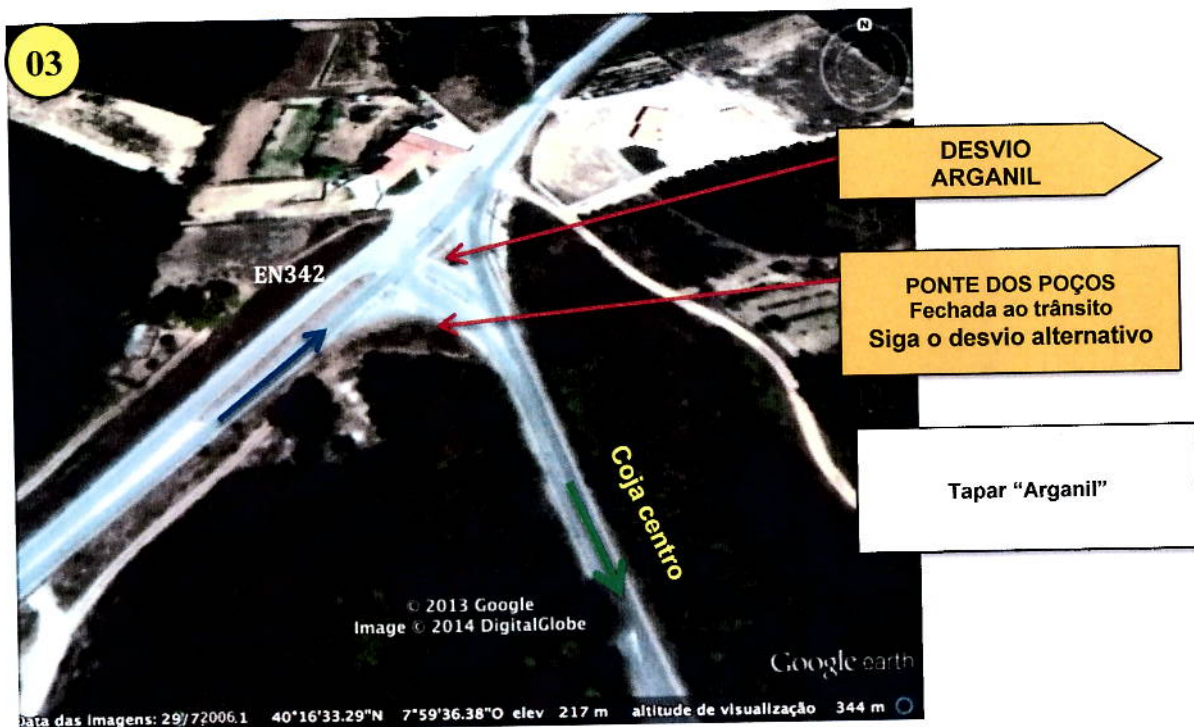 03
N
DESVIO
ARGANIL
EN342
PONTE DOS POÇOS
Fechada ao trânsito
Siga o desvio alternativo
Coja centro
Tapar “Arganil”
© 2013 Google
Image © 2014 DigitalGlobe
Google earth
Data das imagens: 29/72006.1 40°16'33.29"N 7°59'36.38"O elev 217 m altitude de visualização 344 m